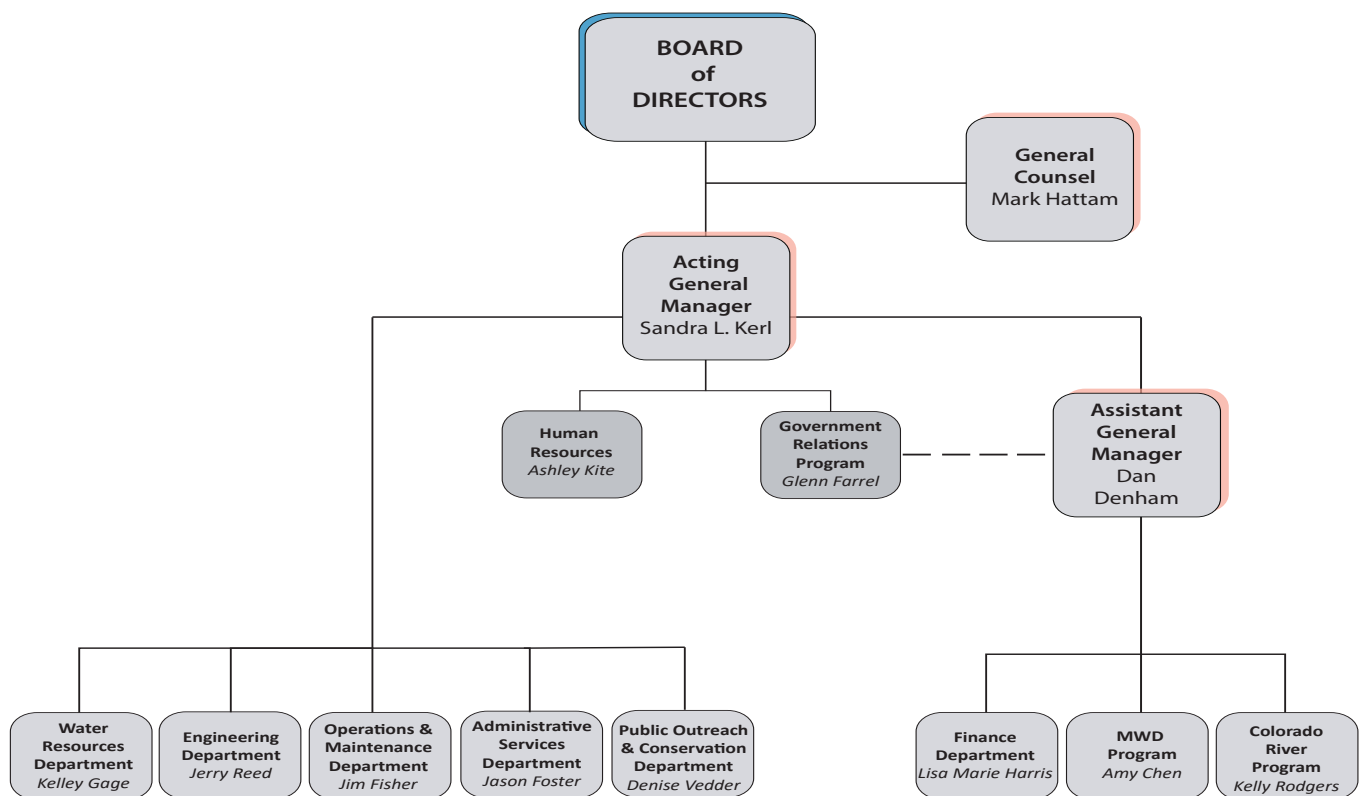 BOARD
of
DIRECTORS
General
Counsel
Mark Hattam
Acting
General
Manager
Sandra L. Kerl
Human
Resources
Ashley Kite
Government
Relations
Program
Glenn Farrel
Assistant
General
Manager
Dan
Denham
Water
Resources
Department
Kelley Gage
Engineering
Department
Jerry Reed
Operations &
Maintenance
Department
Jim Fisher
Administrative
Services
Department
Jason Foster
Public Outreach
& Conservation
Department
Denise Vedder
Finance
Department
Lisa Marie Harris
MWD
Program
Amy Chen
Colorado
River
Program
Kelly Rodgers